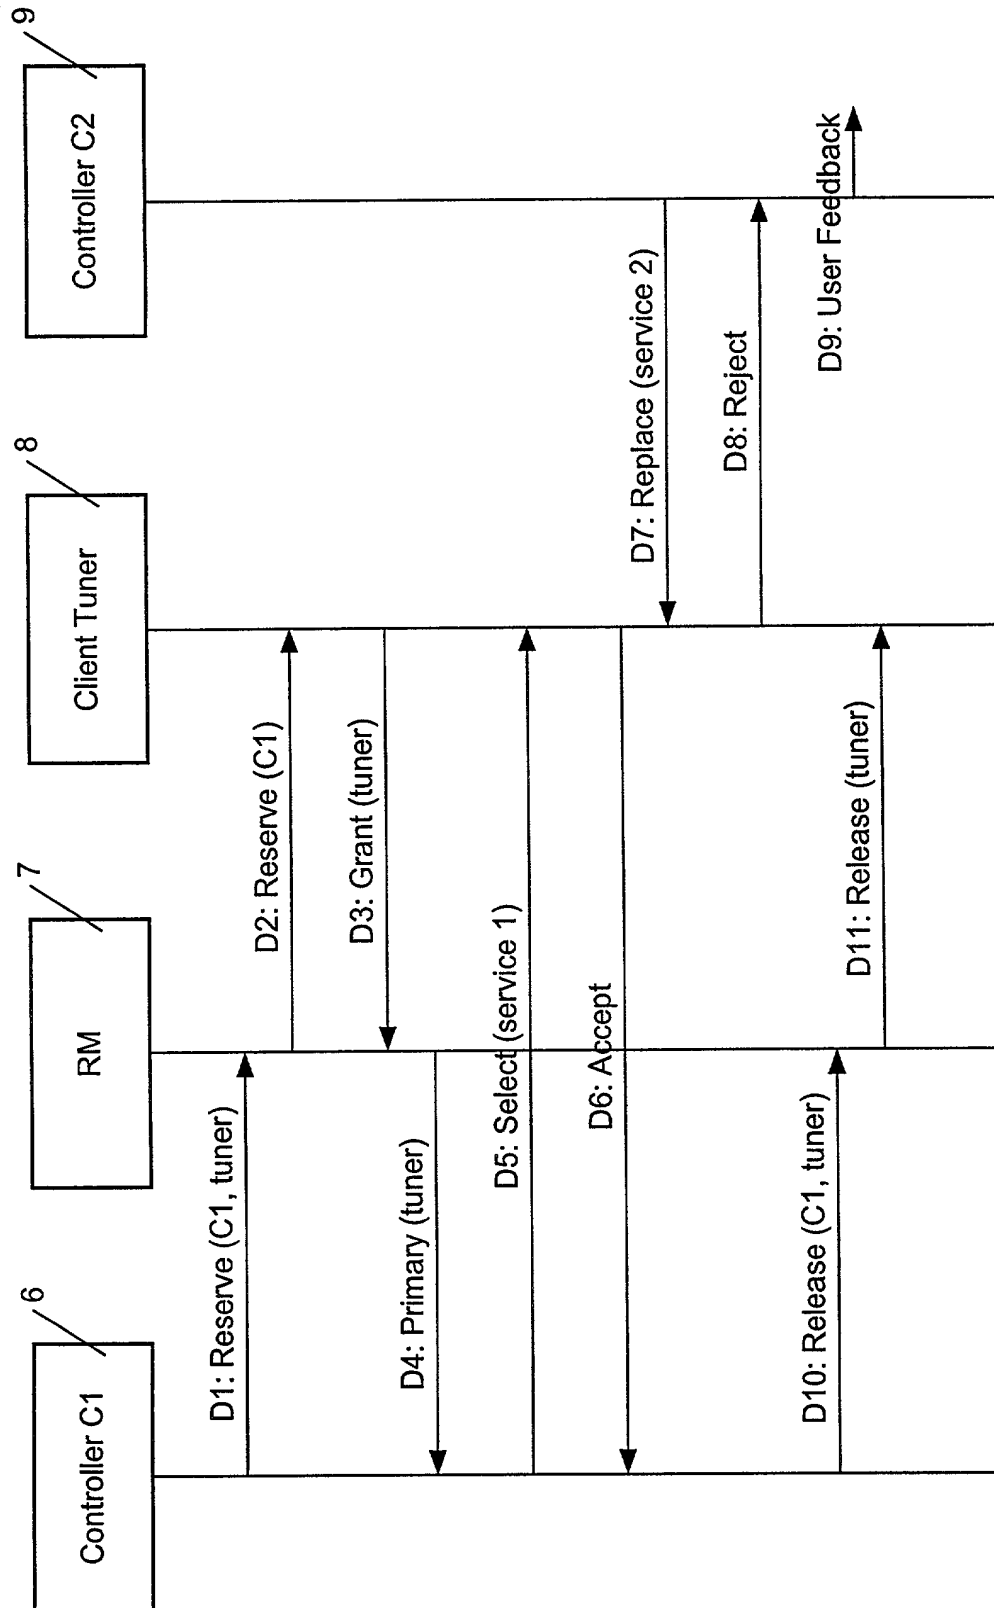 6
Controller C1
7
RM
8
Client Tuner
9
Controller C2
D1: Reserve (C1, tuner)
D2: Reserve (C1)
D3: Grant (tuner)
D4: Primary (tuner)
D5: Select (service 1)
D6: Accept
D7: Replace (service 2)
D8: Reject
D9: User Feedback
D10: Release (C1, tuner)
D11: Release (tuner)